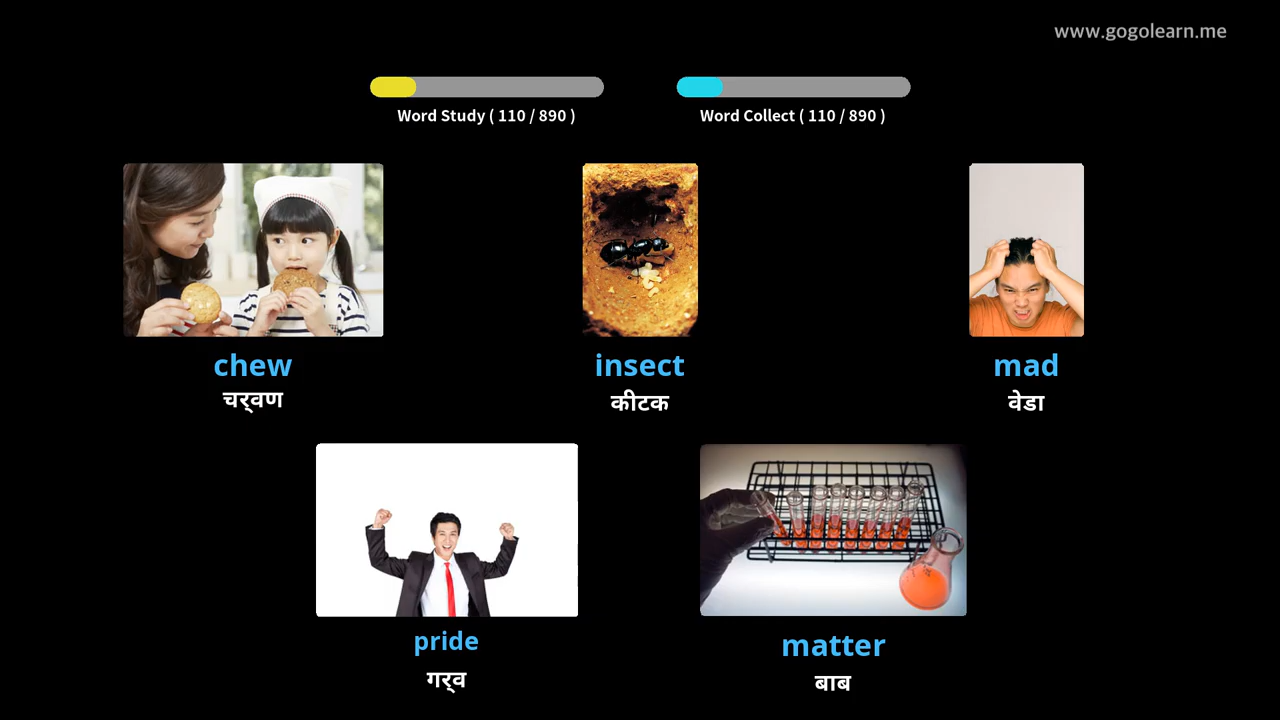 www.gogolearn.me
Word Study ( 110 / 890 )
Word Collect ( 110 / 890 )
chew
चर्‍वण
insect
कीटक
mad
वेडा
pride
गर्‍व
matter
बाब